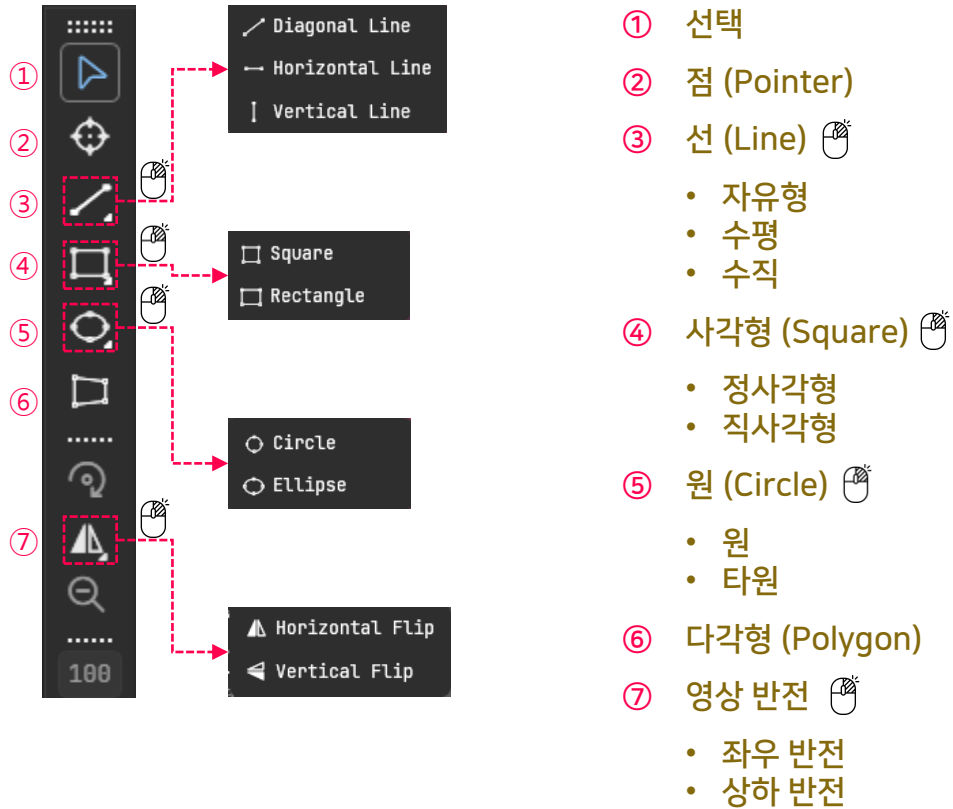 ①
②
③
④
⑤
⑥
⑦
100
Diagonal Line
Horizontal Line
Vertical Line
Square
Rectangle
Circle
Ellipse
Horizontal Flip
Vertical Flip
① 선택
② 점 (Pointer)
③ 선 (Line)
• 자유형
• 수평
• 수직
④ 사각형 (Square)
• 정사각형
• 직사각형
⑤ 원 (Circle)
• 원
• 타원
⑥ 다각형 (Polygon)
⑦ 영상 반전
• 좌우 반전
• 상하 반전